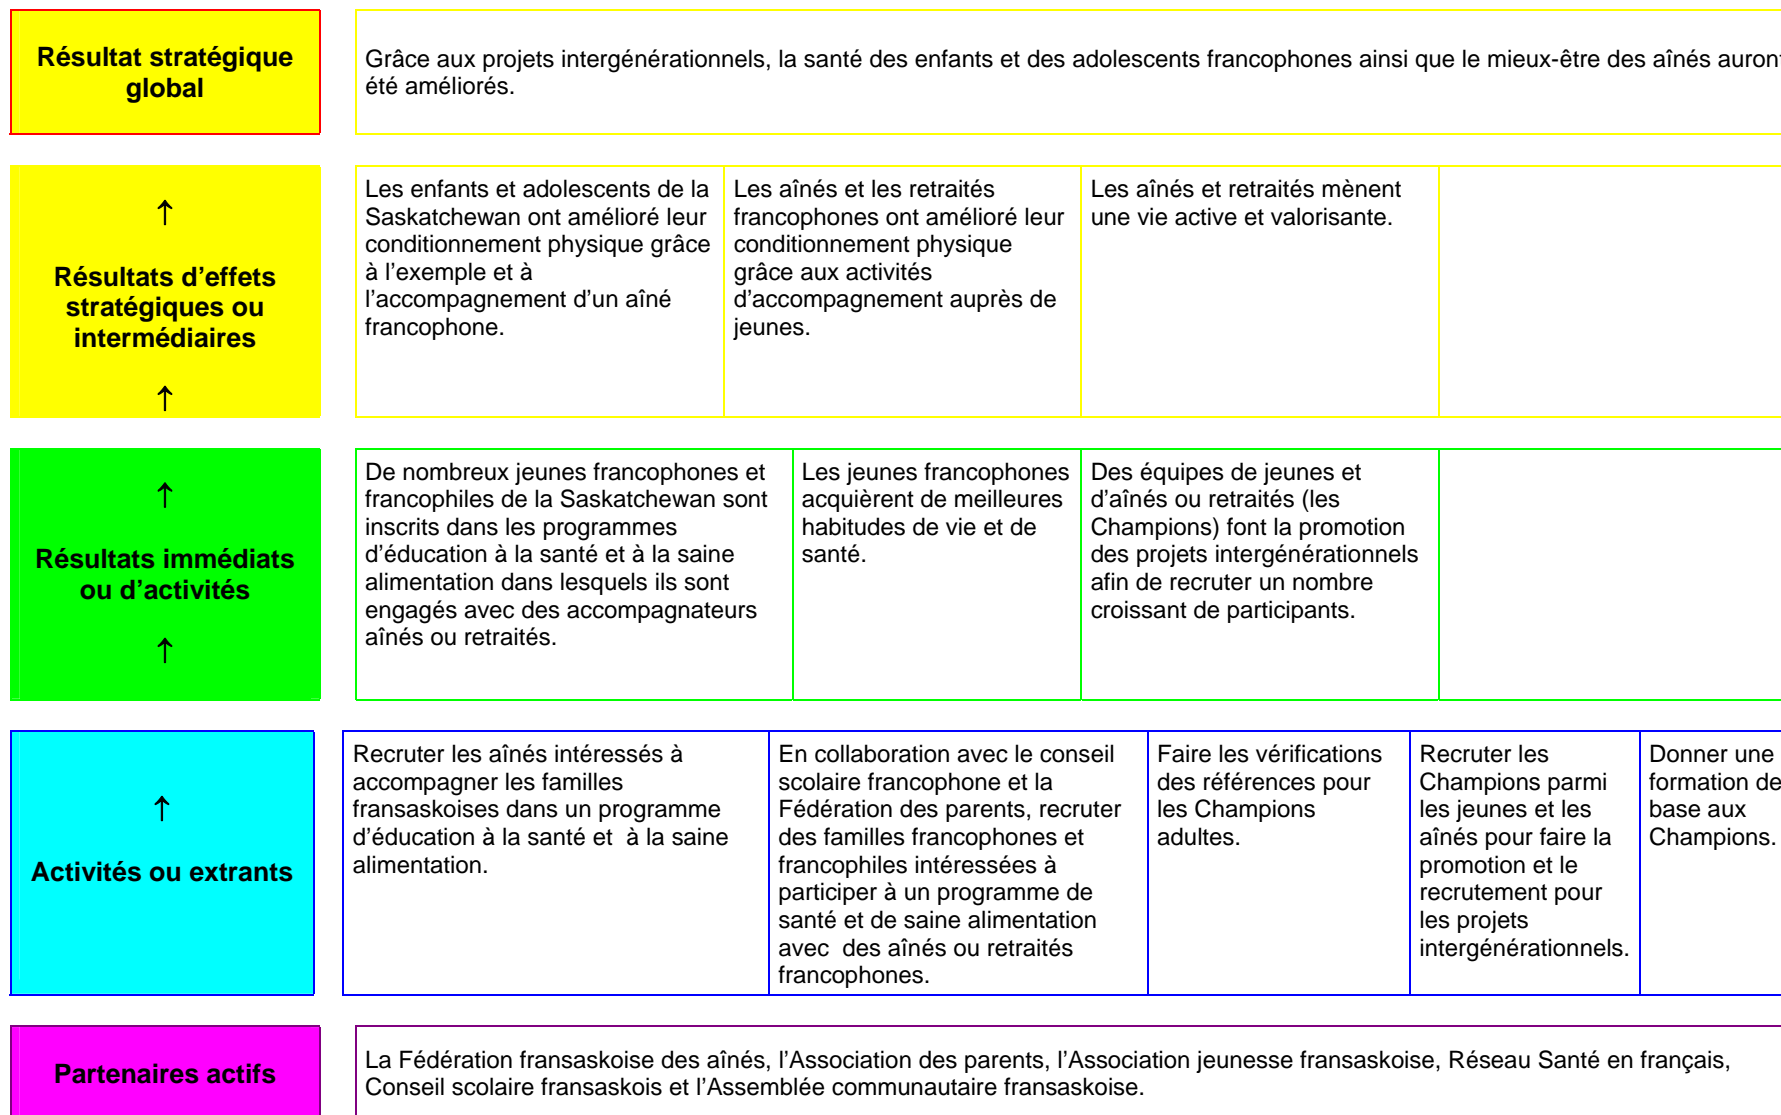 Résultat stratégique
global
Grâce aux projets intergénérationnels, la santé des enfants et des adolescents francophones ainsi que le mieux-être des aînés auront
été améliorés.
↑
Résultats d’effets
stratégiques ou
intermédiaires
↑
Les enfants et adolescents de la
Saskatchewan ont amélioré leur
conditionnement physique grâce
à l’exemple et à
l’accompagnement d’un aîné
francophone.
Les aînés et les retraités
francophones ont amélioré leur
conditionnement physique
grâce aux activités
d’accompagnement auprès de
jeunes.
Les aînés et retraités mènent
une vie active et valorisante.
↑
Résultats immédiats
ou d’activités
↑
De nombreux jeunes francophones et
francophiles de la Saskatchewan sont
inscrits dans les programmes
d’éducation à la santé et à la saine
alimentation dans lesquels ils sont
engagés avec des accompagnateurs
aînés ou retraités.
Les jeunes francophones
acquièrent de meilleures
habitudes de vie et de
santé.
Des équipes de jeunes et
d’aînés ou retraités (les
Champions) font la promotion
des projets intergénérationnels
afin de recruter un nombre
croissant de participants.
↑
Activités ou extrants
Recruter les aînés intéressés à
accompagner les familles
fransaskoises dans un programme
d’éducation à la santé et  à la saine
alimentation.
En collaboration avec le conseil
scolaire francophone et la
Fédération des parents, recruter
des familles francophones et
francophiles intéressées à
participer à un programme de
santé et de saine alimentation
avec  des aînés ou retraités
francophones.
Faire les vérifications
des références pour
les Champions
adultes.
Recruter les
Champions parmi
les jeunes et les
aînés pour faire la
promotion et le
recrutement pour
les projets
intergénérationnels.
Donner une
formation de
base aux
Champions.
Partenaires actifs
La Fédération fransaskoise des aînés, l’Association des parents, l’Association jeunesse fransaskoise, Réseau Santé en français,
Conseil scolaire fransaskois et l’Assemblée communautaire fransaskoise.